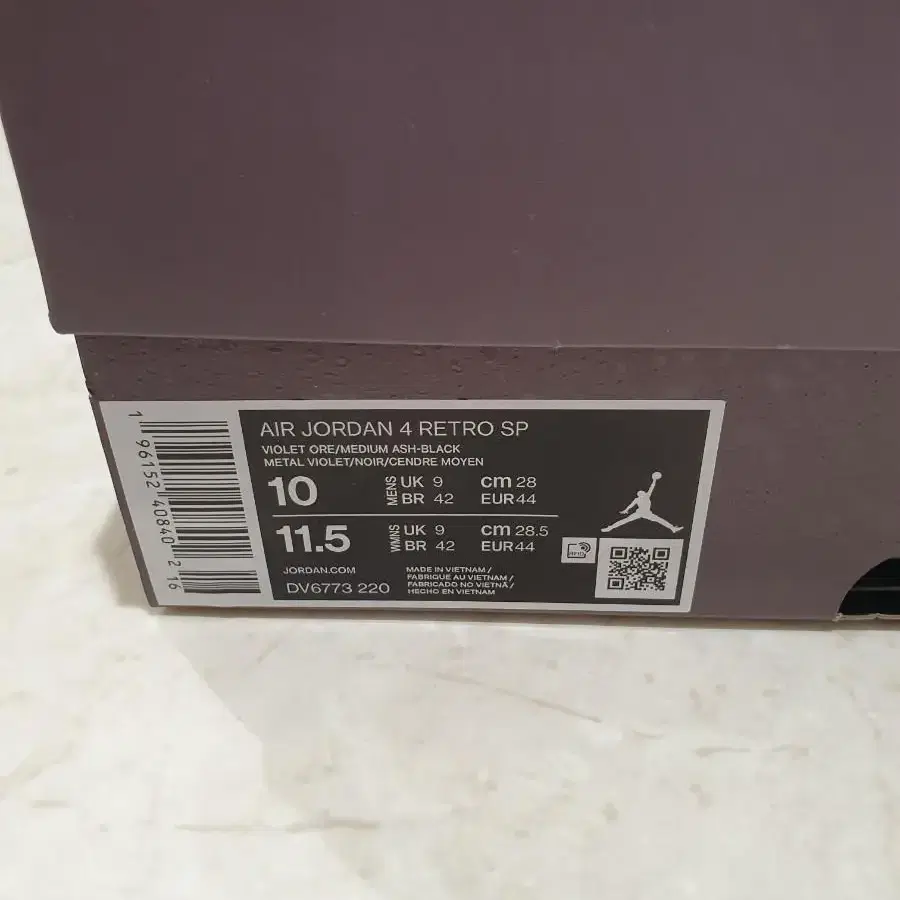 AIR JORDAN 4 RETRO SP
VIOLET ORE/MEDIUM ASH-BLACK
METAL VIOLET/NOIR/CENDRE MOYEN
10 MENS UK 9 cm 28
BR 42 EUR 44
11.5 WMNS UK 9 cm 28.5
BR 42 EUR 44
JORDAN.COM
DV6773 220
MADE IN VIETNAM /
FABRIQUE AU VIETNAM /
FABRICADO NO VIETNÃ /
HECHO EN VIETNAM
RFID
1 96152 40840 2 16